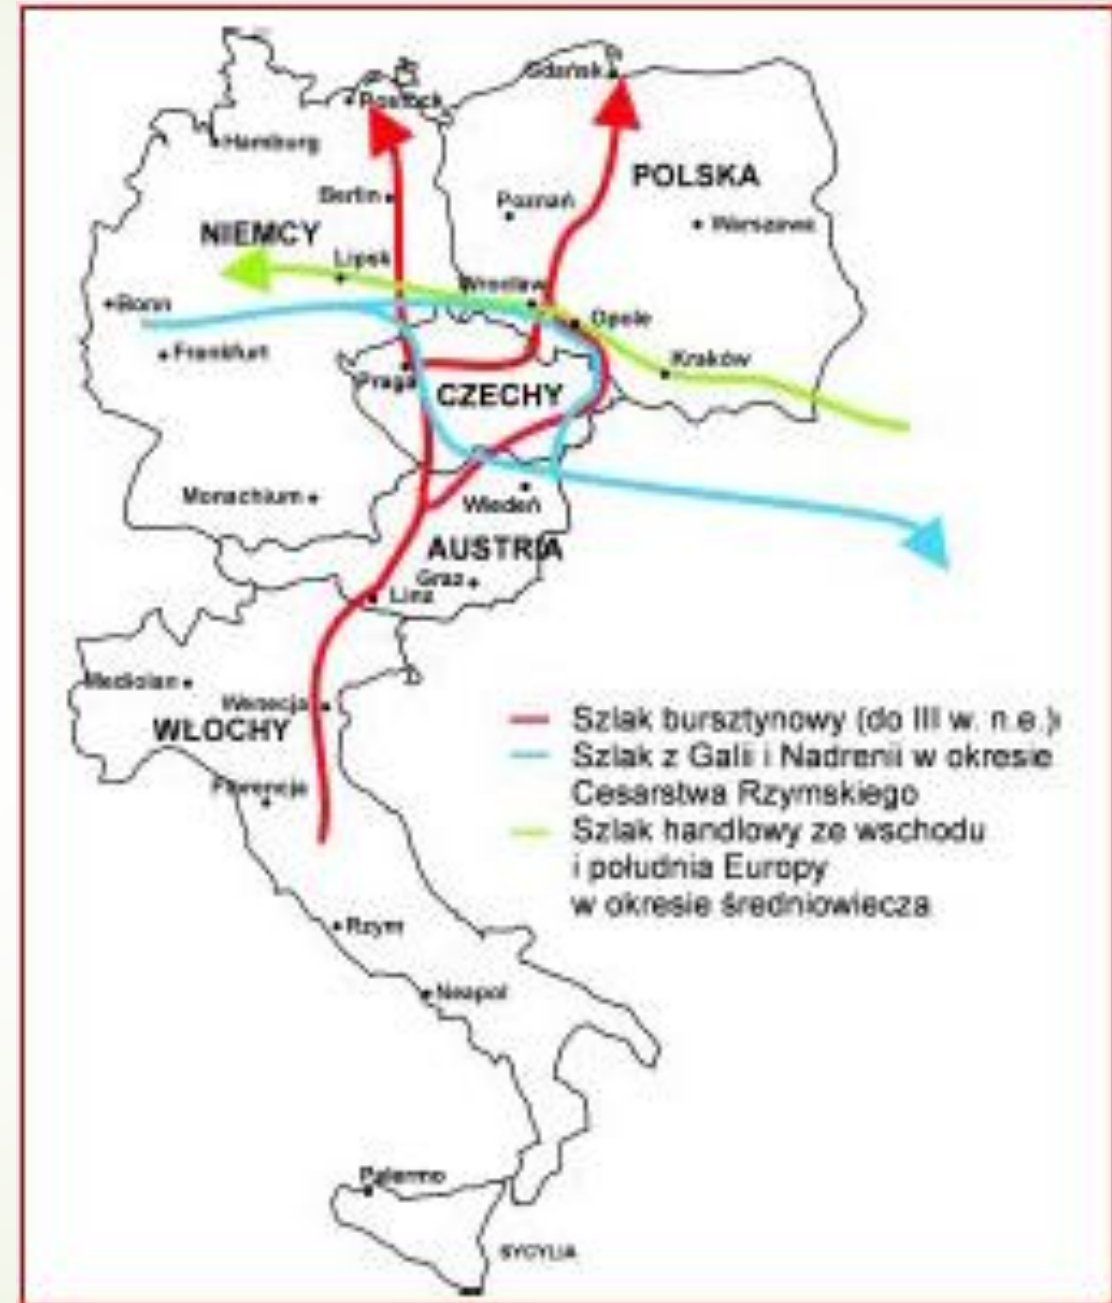 Gdańsk
Rostock
Hamburg
POLSKA
Berlin
Poznań
Warszawa
NIEMCY
Lipsk
Wrocław
Bonn
Opole
Frankfurt
Kraków
Praga
CZECHY
Monachium
Wiedeń
AUSTRIA
Graz
Linz
Mediolan
Wenecja
WŁOCHY
Szlak bursztynowy (do III w. n.e.)
Szlak z Galii i Nadrenii w okresie
Cesarstwa Rzymskiego
Florencja
Szlak handlowy ze wschodu
i południa Europy
w okresie średniowiecza
Rzym
Neapol
Palermo
SYCYLIA